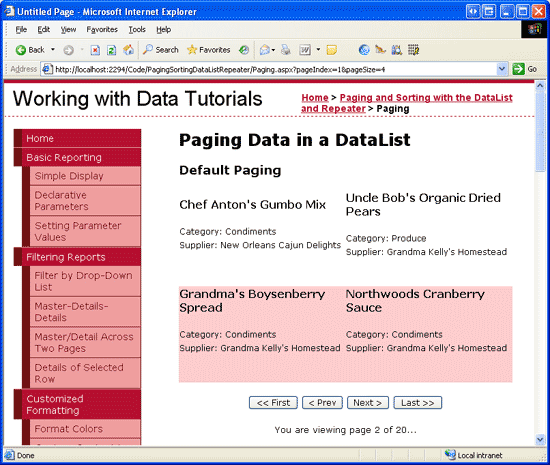 Untitled Page - Microsoft Internet Explorer
File Edit View Favorites Tools Help
Back Search Favorites
Address http://localhost:2294/Code/PagingSortingDataListRepeater/Paging.aspx?pageIndex=1&pageSize=4 Go
Working with Data Tutorials
Home > Paging and Sorting with the DataList
and Repeater > Paging
Home
Basic Reporting
Simple Display
Declarative
Parameters
Setting Parameter
Values
Filtering Reports
Filter by Drop-Down
List
Master-Details-
Details
Master/Detail Across
Two Pages
Details of Selected
Row
Customized
Formatting
Format Colors
Paging Data in a DataList
Default Paging
Chef Anton's Gumbo Mix
Category: Condiments
Supplier: New Orleans Cajun Delights
Uncle Bob's Organic Dried
Pears
Category: Produce
Supplier: Grandma Kelly's Homestead
Grandma's Boysenberry
Spread
Category: Condiments
Supplier: Grandma Kelly's Homestead
Northwoods Cranberry
Sauce
Category: Condiments
Supplier: Grandma Kelly's Homestead
<< First < Prev Next > Last >>
You are viewing page 2 of 20...
Done Local intranet